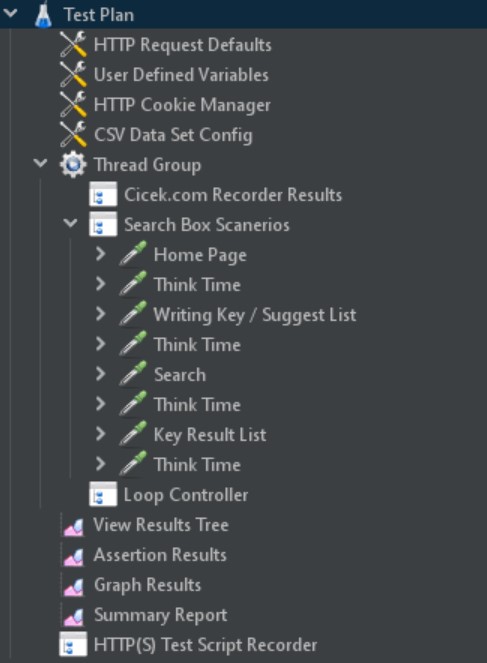 Test Plan
HTTP Request Defaults
User Defined Variables
HTTP Cookie Manager
CSV Data Set Config
Thread Group
Cicek.com Recorder Results
Search Box Scanerios
Home Page
Think Time
Writing Key / Suggest List
Think Time
Search
Think Time
Key Result List
Think Time
Loop Controller
View Results Tree
Assertion Results
Graph Results
Summary Report
HTTP(S) Test Script Recorder